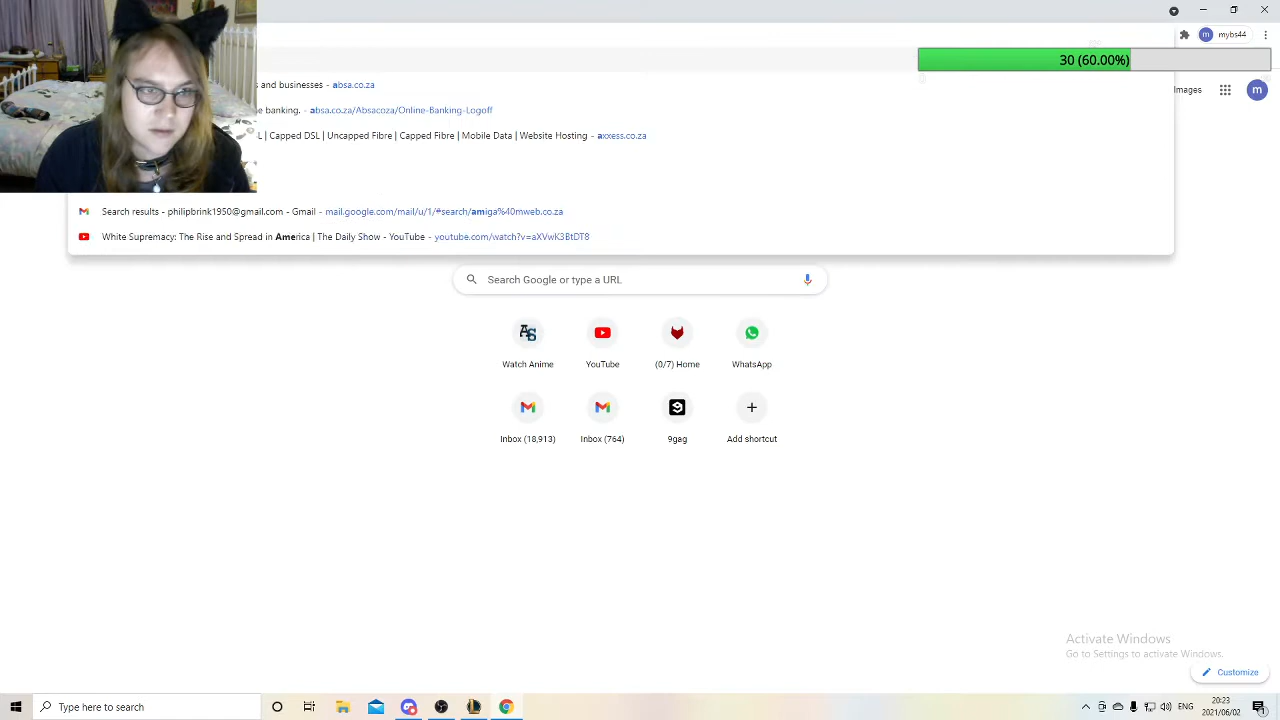 mybs44
30 (60.00%)
s and businesses - absa.co.za
Images
e banking. - absa.co.za/Absacoza/Online-Banking-Logoff
L | Capped DSL | Uncapped Fibre | Capped Fibre | Mobile Data | Website Hosting - axxess.co.za
Search results - philipbrink1950@gmail.com - Gmail - mail.google.com/mail/u/1/#search/amiga%40mweb.co.za
White Supremacy: The Rise and Spread in America | The Daily Show - YouTube - youtube.com/watch?v=aXVwK3BtDT8
Search Google or type a URL
Watch Anime
YouTube
(0/7) Home
WhatsApp
Inbox (18,913)
Inbox (764)
9gag
Add shortcut
Activate Windows
Go to Settings to activate Windows.
Customize
Type here to search
ENG
20:23
2021/06/02